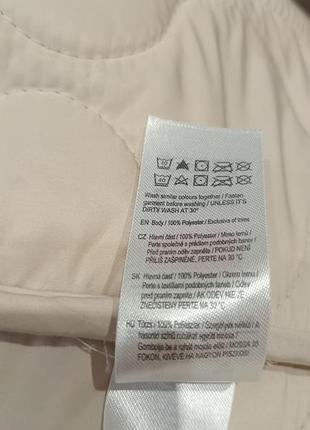 40
Wash similar colours together / Fasten
garment before washing / UNLESS IT'S
DIRTY WASH AT 30°
EN Body / 100% Polyester / Exclusive of trims
CZ Hlavní část / 100% Polyester / Mimo lemů /
Perte společně s prádlem podobných barev /
Před praním zapněte / POKUD NENÍ
PŘÍLIŠ ZAŠPINĚNÉ, PERTE NA 30 °C
SK Hlavná časť / 100% Polyester / Okrem lemu /
Perte s textíliami podobných farieb /
pred praním zapnite / AK ODEV NIE JE
ZNEČISTENÝ PERTE NA 30 °C
HU Törzs / 100% Poliészter /
hasonló színű ruhákkal együtt mossa /
Gombolja be a ruhát mosás előtt / MOSSA 30
FOKON, KIVÉVE HA NAGYON PISZKOS!